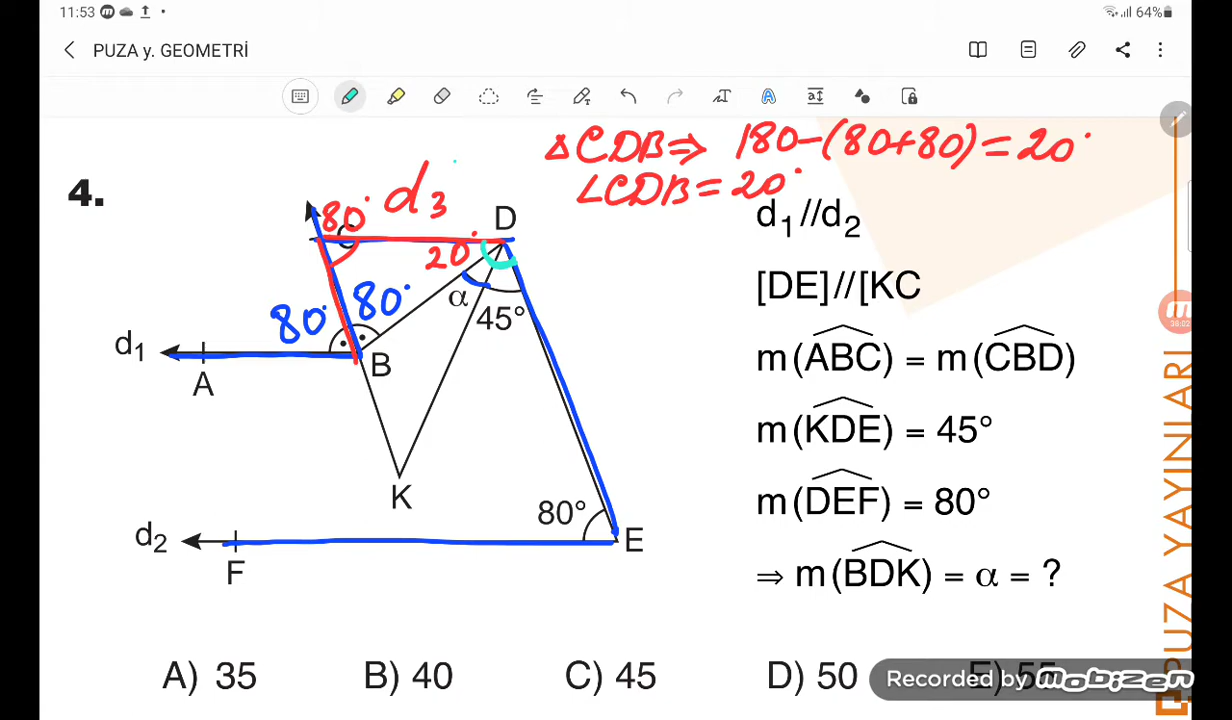 11:53
64%
PUZA y. GEOMETRİ
△CDB⇒ 180-(80+80)=20°
∠CDB=20°
4.
80° d3
D
20°
α
45°
80° 80°
d₁
A
B
K
80°
d₂
F
E
d₁//d₂
[DE]//[KC
m(ABC) = m(CBD)
m(KDE) = 45°
m(DEF) = 80°
⇒ m(BDK) = α = ?
A) 35 B) 40 C) 45 D) 50 E) 55
PUZA YAYINLARI
Recorded by mobizen